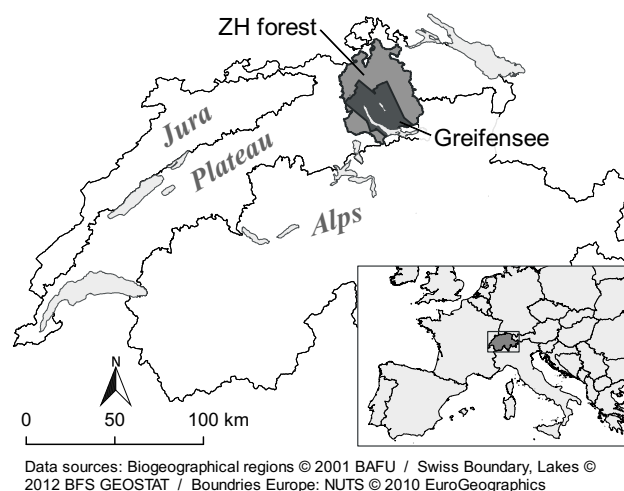 ZH forest
Greifensee
Jura
Plateau
Alps
N
0 50 100 km
Data sources: Biogeographical regions © 2001 BAFU / Swiss Boundary, Lakes ©
2012 BFS GEOSTAT / Boundries Europe: NUTS © 2010 EuroGeographics